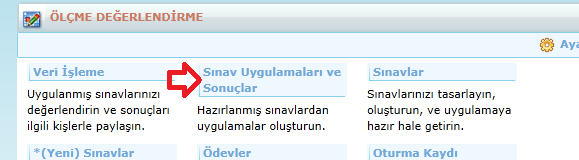 ÖLÇME DEĞERLENDİRME
Aya
Veri İşleme
Uygulanmış sınavlarınızı
değerlendirin ve sonuçları
ilgili kişlerle paylaşın.
Sınav Uygulamaları ve
Sonuçlar
Hazırlanmış sınavlardan
uygulamalar oluşturun.
Sınavlar
Sınavlarınızı tasarlayın,
oluşturun, ve uygulamaya
hazır hale getirin.
*(Yeni) Sınavlar
Ödevler
Oturma Kaydı